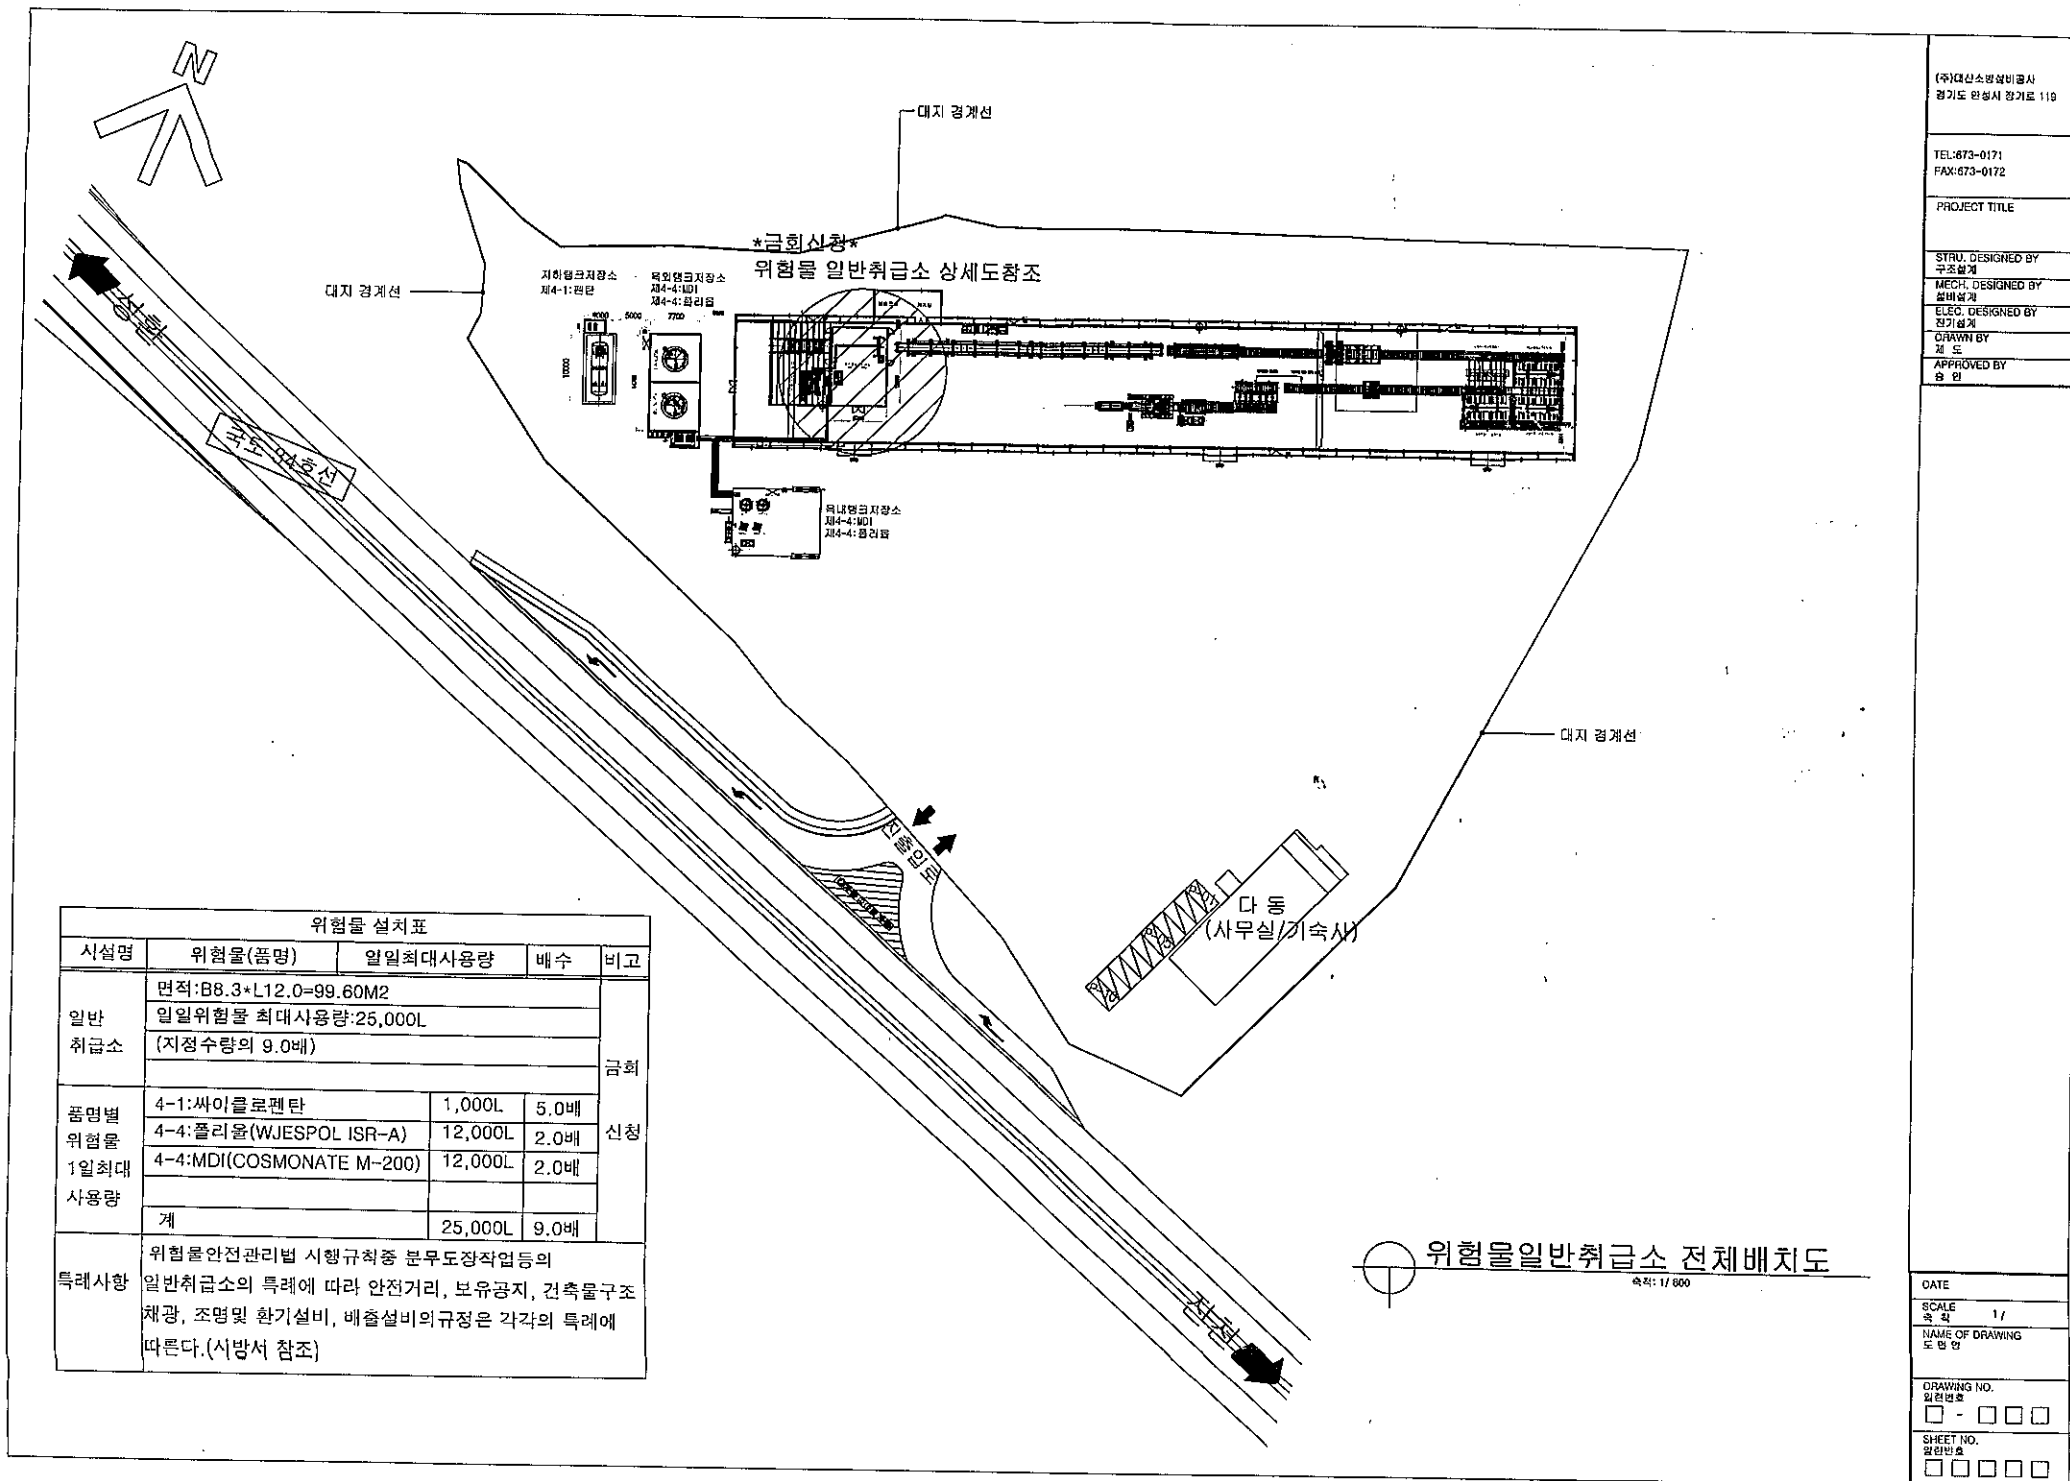 N
대지 경계선
*금회신청*
위험물 일반취급소 상세도참조
지하탱크저장소
제4-1:펜탄
옥외탱크저장소
제4-4:MDI
제4-4:폴리올
대지 경계선
5000
7700
10000
성환
국도 34호선
옥내탱크저장소
제4-4:MDI
제4-4:폴리올
대지 경계선
진출입로
다 동
(사무실/기숙사)
위험물 설치표
시설명 위험물(품명) 일일최대사용량 배수 비고
일반
취급소
면적:B8.3*L12.0=99.60M2
일일위험물 최대사용량:25,000L
(지정수량의 9.0배)
금회
신청
품명별
위험물
1일최대
사용량
4-1:싸이클로펜탄 1,000L 5.0배
4-4:폴리올(WJESPOL ISR-A) 12,000L 2.0배
4-4:MDI(COSMONATE M-200) 12,000L 2.0배
계 25,000L 9.0배
특례사항
위험물안전관리법 시행규칙중 분무도장작업등의
일반취급소의 특례에 따라 안전거리, 보유공지, 건축물구조
채광, 조명및 환기설비, 배출설비의규정은 각각의 특례에
따른다.(시방서 참조)
진천
위험물일반취급소 전체배치도
축척: 1/ 800
(주)대산소방설비공사
경기도 안성시 장기로 119
TEL:673-0171
FAX:673-0172
PROJECT TITLE
STRU. DESIGNED BY
구조설계
MECH. DESIGNED BY
설비설계
ELEC. DESIGNED BY
전기설계
DRAWN BY
제 도
APPROVED BY
승 인
DATE
SCALE 1/
축 척
NAME OF DRAWING
도 면 명
DRAWING NO.
일련번호
-
SHEET NO.
일련번호